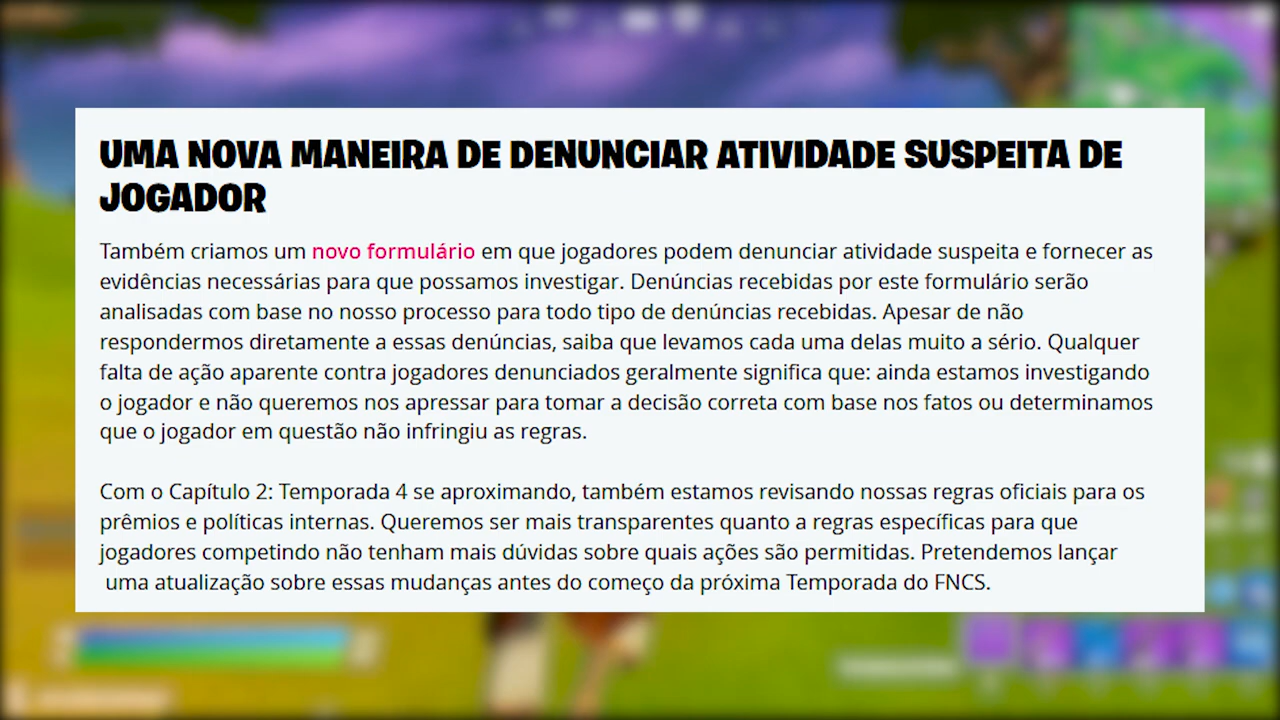 UMA NOVA MANEIRA DE DENUNCIAR ATIVIDADE SUSPEITA DE
JOGADOR
Também criamos um novo formulário em que jogadores podem denunciar atividade suspeita e fornecer as
evidências necessárias para que possamos investigar. Denúncias recebidas por este formulário serão
analisadas com base no nosso processo para todo tipo de denúncias recebidas. Apesar de não
respondermos diretamente a essas denúncias, saiba que levamos cada uma delas muito a sério. Qualquer
falta de ação aparente contra jogadores denunciados geralmente significa que: ainda estamos investigando
o jogador e não queremos nos apressar para tomar a decisão correta com base nos fatos ou determinamos
que o jogador em questão não infringiu as regras.
Com o Capítulo 2: Temporada 4 se aproximando, também estamos revisando nossas regras oficiais para os
prêmios e políticas internas. Queremos ser mais transparentes quanto a regras específicas para que
jogadores competindo não tenham mais dúvidas sobre quais ações são permitidas. Pretendemos lançar
uma atualização sobre essas mudanças antes do começo da próxima Temporada do FNCS.